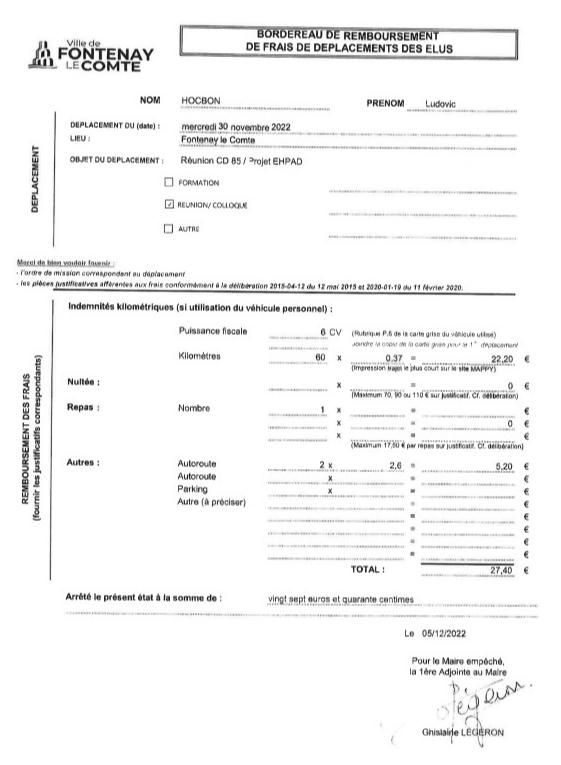 Ville de
FONTENAY
LE COMTE
BORDEREAU DE REMBOURSEMENT
DE FRAIS DE DEPLACEMENTS DES ELUS
NOM HOCBON PRENOM Ludovic
DEPLACEMENT
DEPLACEMENT DU (date) : mercredi 30 novembre 2022
LIEU : Fontenay le Comte
OBJET DU DEPLACEMENT : Réunion CD 85 / Projet EHPAD
FORMATION
REUNION/ COLLOQUE
AUTRE
Merci de bien vouloir fournir :
- l'ordre de mission correspondant au déplacement
- les pièces justificatives afférentes aux frais conformément à la délibération 2015-04-12 du 12 mai 2015 et 2020-01-19 du 11 février 2020.
REMBOURSEMENT DES FRAIS
(fournir les justificatifs correspondants)
Indemnités kilométriques (si utilisation du véhicule personnel) :
Puissance fiscale 6 CV (Rubrique P.6 de la carte grise du véhicule utilisé)
Joindre la copie de la carte grise pour le 1° déplacement
Kilomètres 60 x 0,37 = 22,20 €
(Impression trajet le plus court sur le site MAPPY)
Nuitée : x = 0 €
(Maximum 70, 90 ou 110 € sur justificatif. Cf. délibération)
Repas : Nombre 1 x = €
x = 0 €
x = €
(Maximum 17,50 € par repas sur justificatif. Cf. délibération)
Autres : Autoroute 2 x 2,6 = 5,20 €
Autoroute x = €
Parking x = €
Autre (à préciser) = €
= €
= €
= €
= €
TOTAL : 27,40 €
Arrêté le présent état à la somme de : vingt sept euros et quarante centimes
Le 05/12/2022
Pour le Maire empêché,
la 1ère Adjointe au Maire
Ghislaine LEGERON